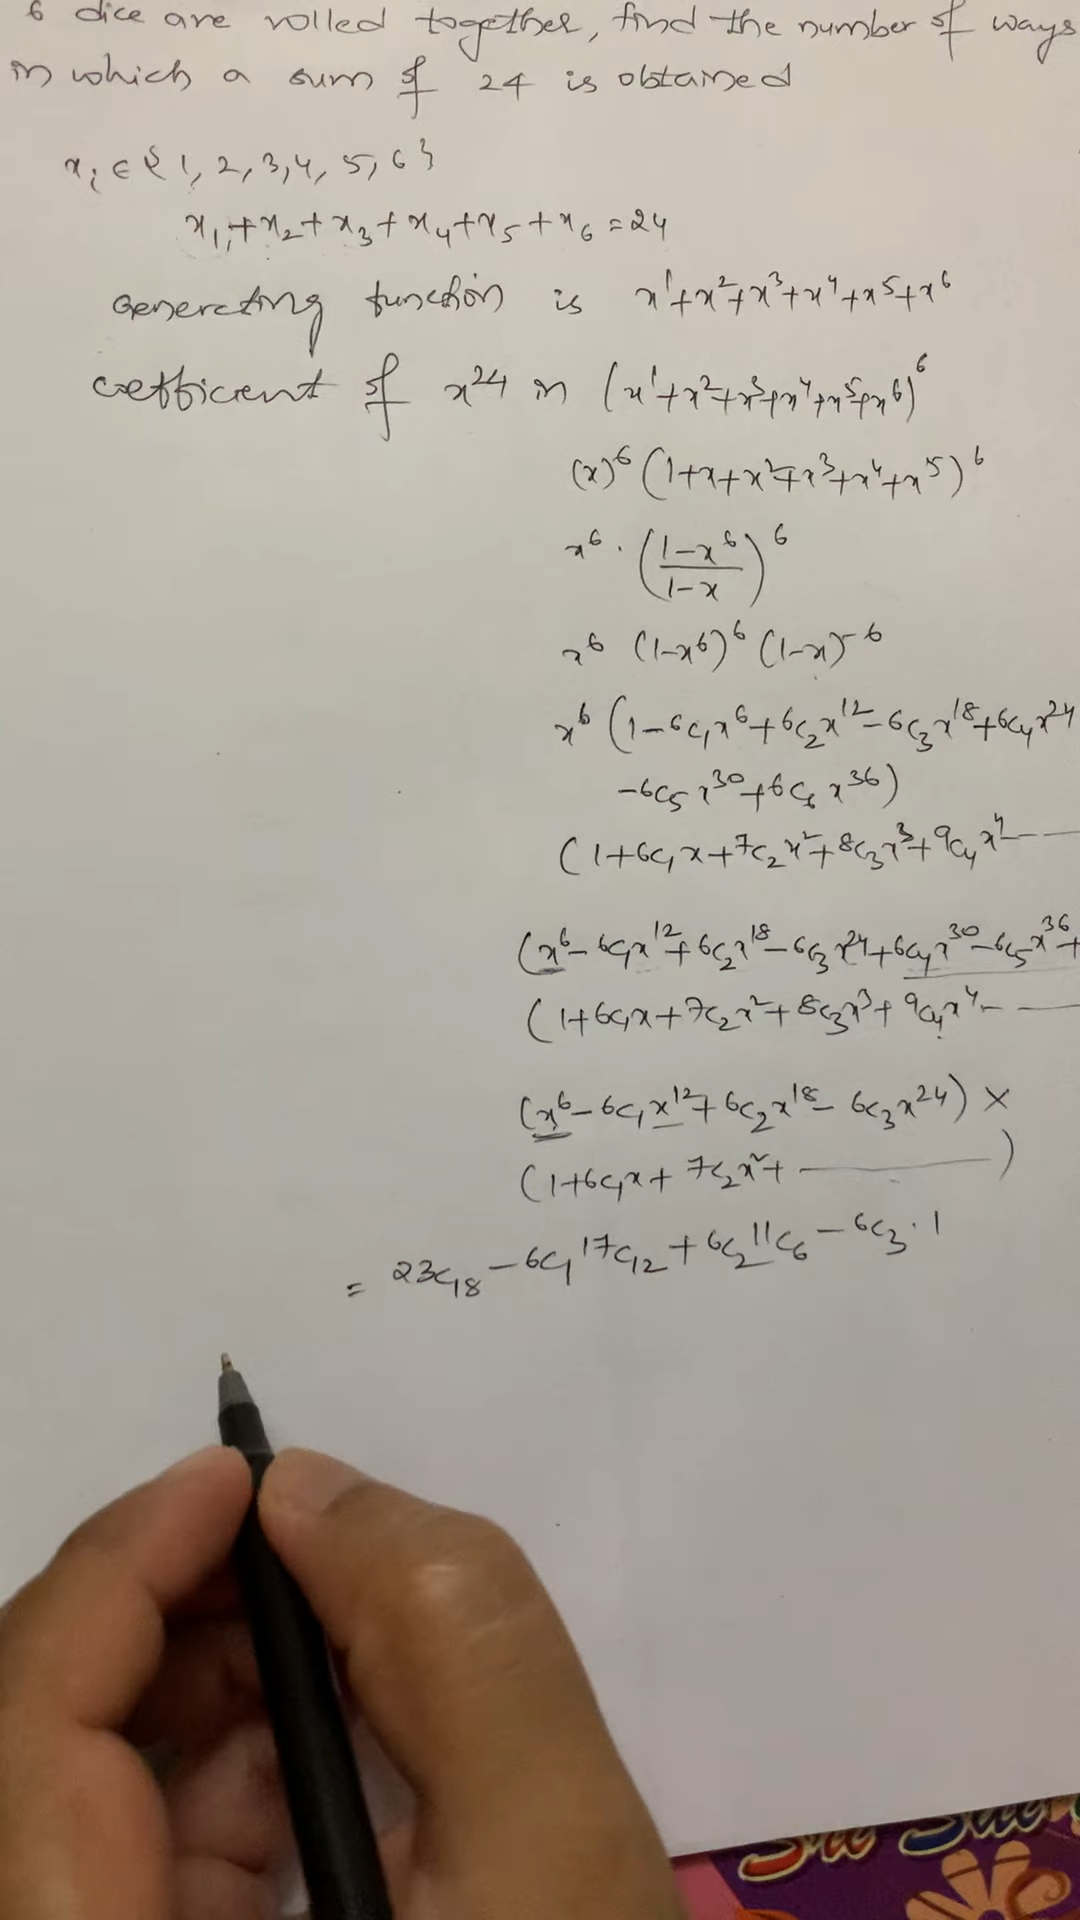 6 dice are rolled together, find the number of ways
in which a sum of 24 is obtained
xᵢ ∈ {1, 2, 3, 4, 5, 6}
x₁ + x₂ + x₃ + x₄ + x₅ + x₆ = 24
Generating function is x¹+x²+x³+x⁴+x⁵+x⁶
coefficient of x²⁴ in (x¹+x²+x³+x⁴+x⁵+x⁶)⁶
(x)⁶ (1+x+x²+x³+x⁴+x⁵)⁶
x⁶ · ((1-x⁶)/(1-x))⁶
x⁶ (1-x⁶)⁶ (1-x)⁻⁶
x⁶ (1-6c₁x⁶+6c₂x¹²-6c₃x¹⁸+6c₄x²⁴
-6c₅x³⁰+6c₆x³⁶)
(1+6c₁x+7c₂x²+8c₃x³+9c₄x⁴ ——
(x⁶-6c₁x¹²+6c₂x¹⁸-6c₃x²⁴+6c₄x³⁰-6c₅x³⁶+
(1+6c₁x+7c₂x²+8c₃x³+9c₄x⁴ ——
(x⁶-6c₁x¹²+6c₂x¹⁸-6c₃x²⁴) ×
(1+6c₁x+7c₂x²+ ——)
= 23c₁₈ - 6c₁ 17c₁₂ + 6c₂ 11c₆ - 6c₃·1